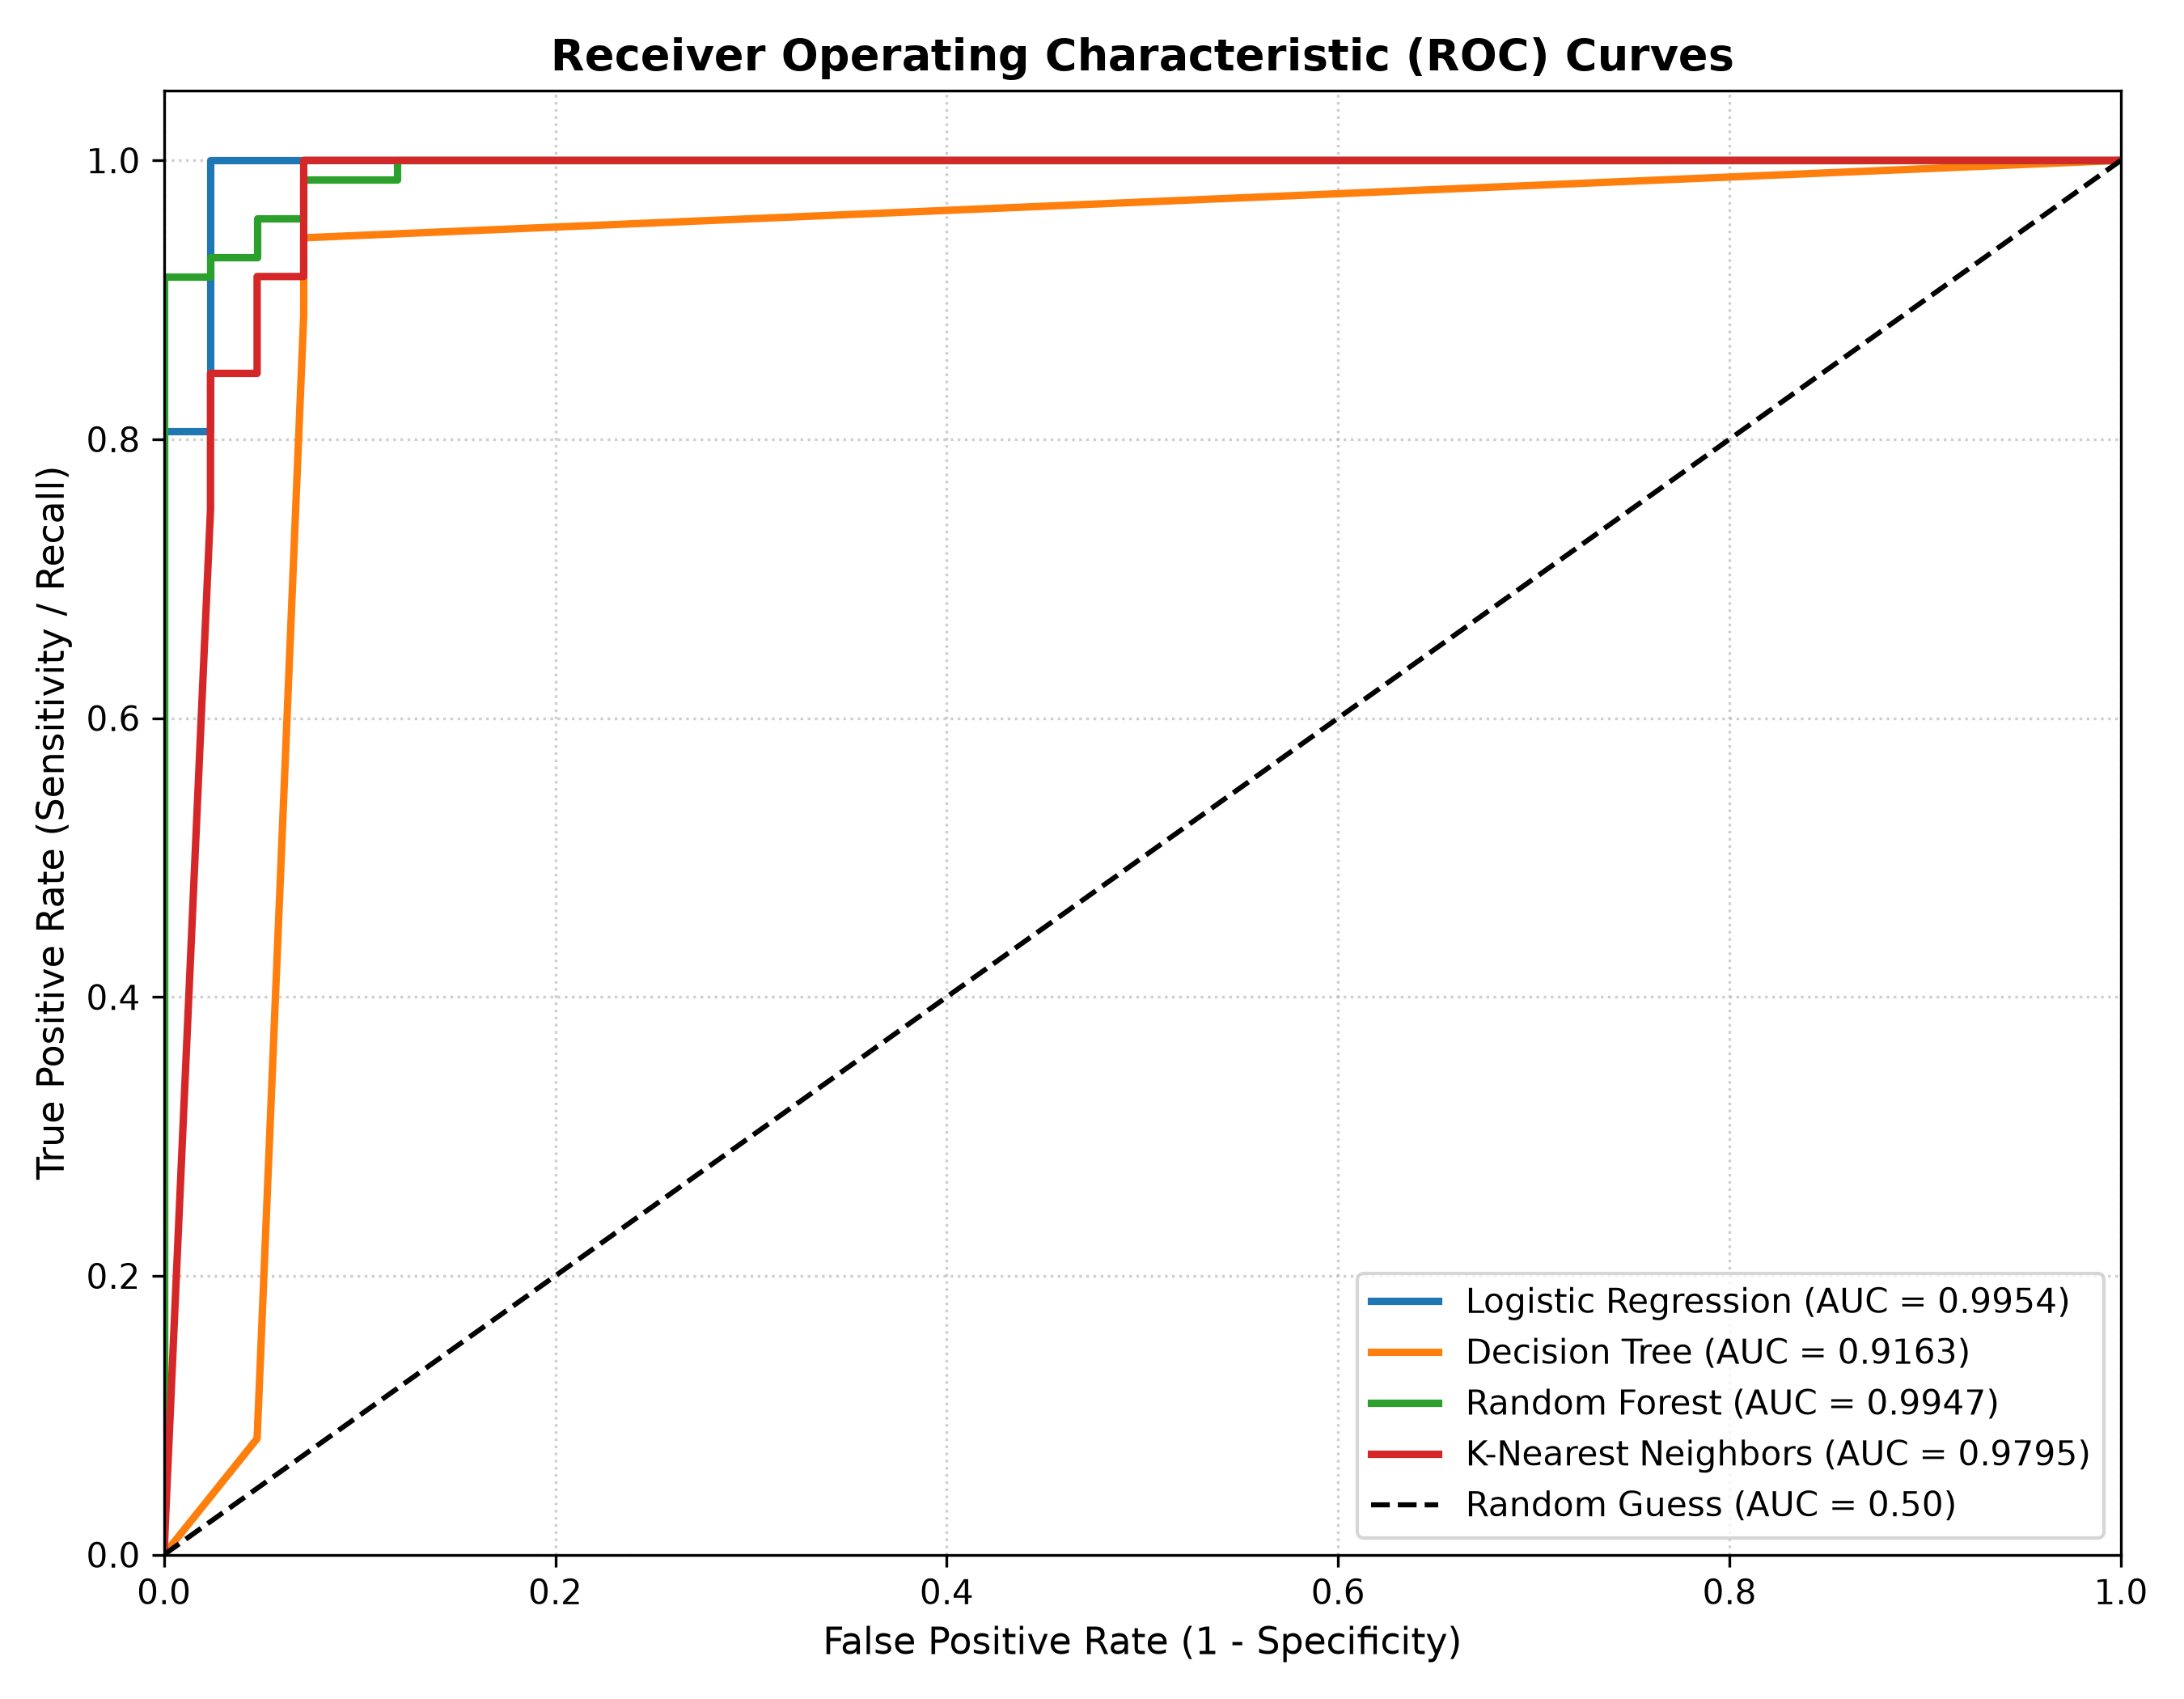 Receiver Operating Characteristic (ROC) Curves
True Positive Rate (Sensitivity / Recall)
1.0
0.8
0.6
0.4
0.2
0.0
0.0 0.2 0.4 0.6 0.8 1.0
False Positive Rate (1 - Specificity)
Logistic Regression (AUC = 0.9954)
Decision Tree (AUC = 0.9163)
Random Forest (AUC = 0.9947)
K-Nearest Neighbors (AUC = 0.9795)
Random Guess (AUC = 0.50)